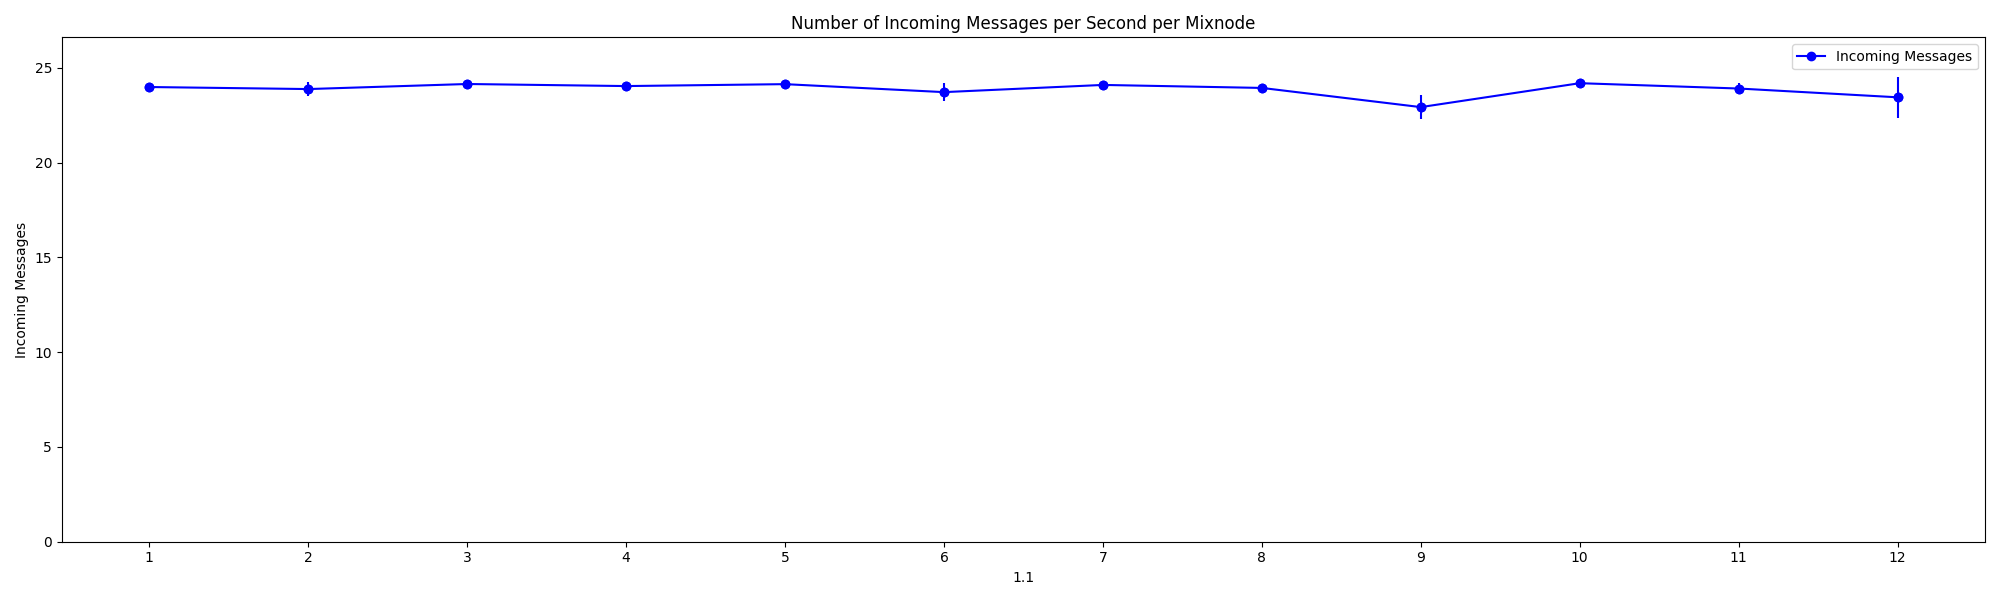 Number of Incoming Messages per Second per Mixnode
Incoming Messages
25
20
15
10
5
0
Incoming Messages
1 2 3 4 5 6 7 8 9 10 11 12
1.1